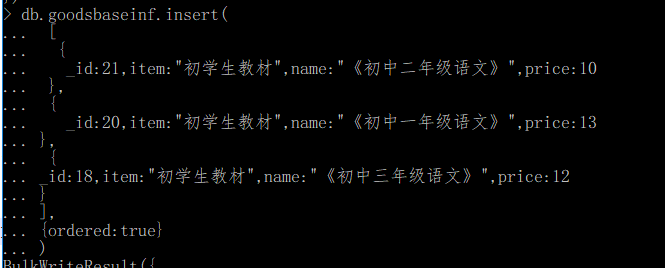 > db.goodsbaseinf.insert(
... [
... {
... _id:21,item:"初学生教材",name:"《初中二年级语文》",price:10
... },
... {
... _id:20,item:"初学生教材",name:"《初中一年级语文》",price:13
... },
... {
... _id:18,item:"初学生教材",name:"《初中三年级语文》",price:12
... }
... ],
... {ordered:true}
... )
BulkWriteResult({